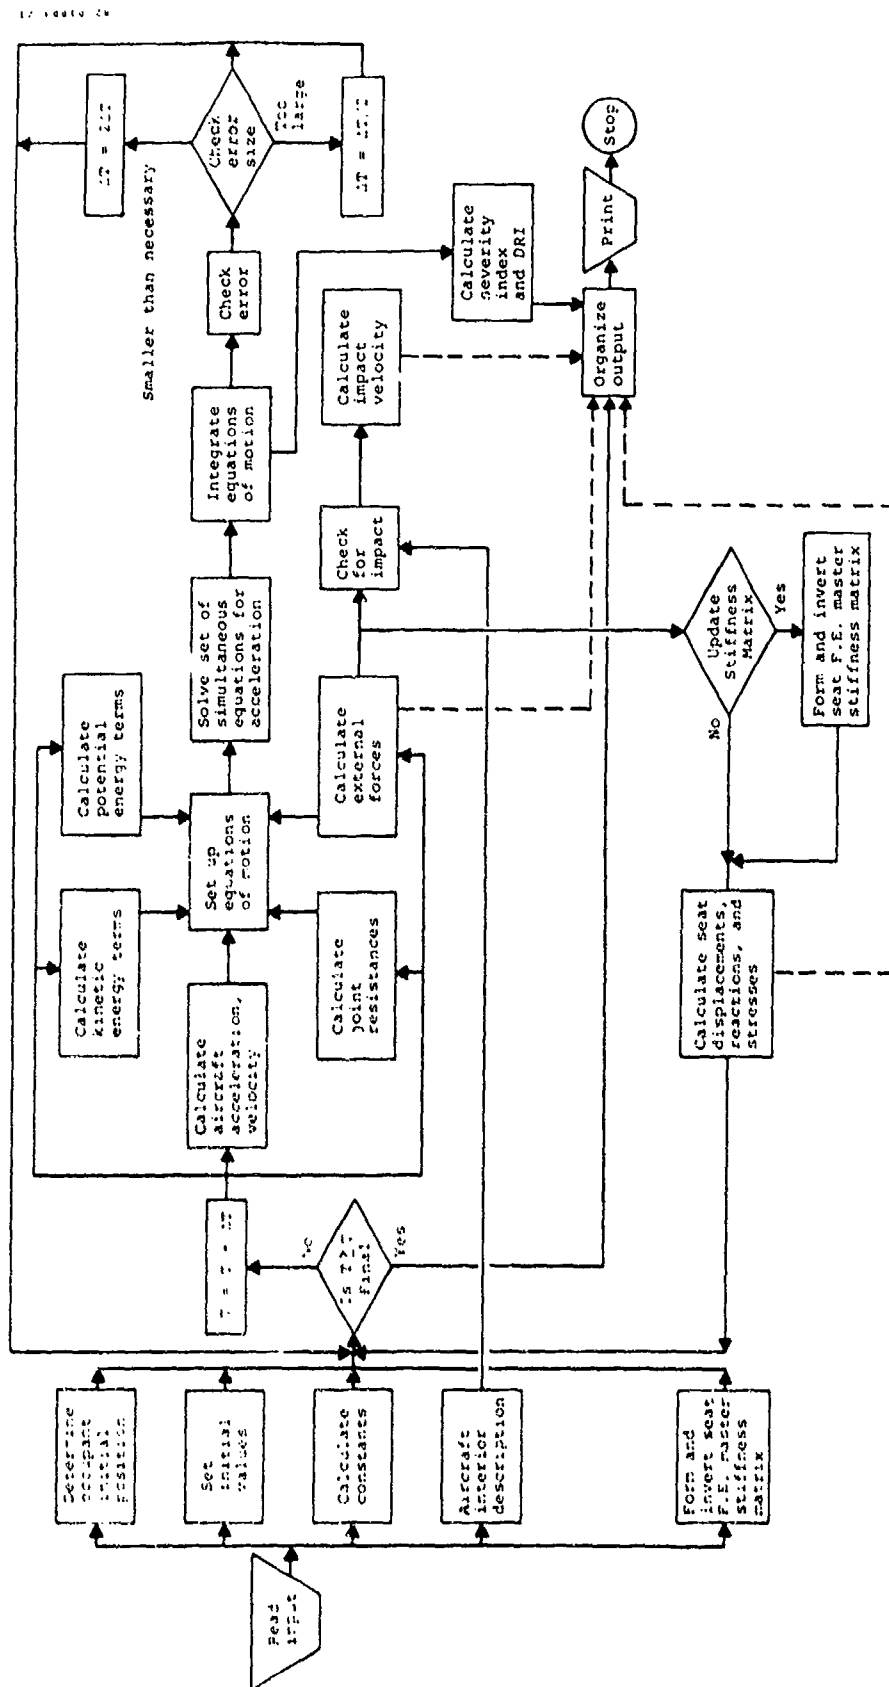 Read
input
Determine
occupant
initial
position
Set
initial
values
Calculate
constants
Aircraft
interior
description
Form and
invert seat
F.E. master
stiffness
matrix
Is T ≥ T
final
No
Yes
Calculate
aircraft
acceleration,
velocity
Calculate
kinetic
energy terms
Calculate
potential
energy terms
Calculate
joint
resistances
Calculate
external
forces
Set up
equations
of motion
Solve set of
simultaneous
equations for
acceleration
Integrate
equations
of motion
Check
error
Check
error
size
Smaller than necessary
Too
large
Check
for
impact
Calculate
impact
velocity
Calculate
severity
index
and DRI
Update
Stiffness
Matrix
No
Yes
Form and invert
seat F.E. master
stiffness matrix
Calculate seat
displacements,
reactions, and
stresses
Organize
output
Print
Stop